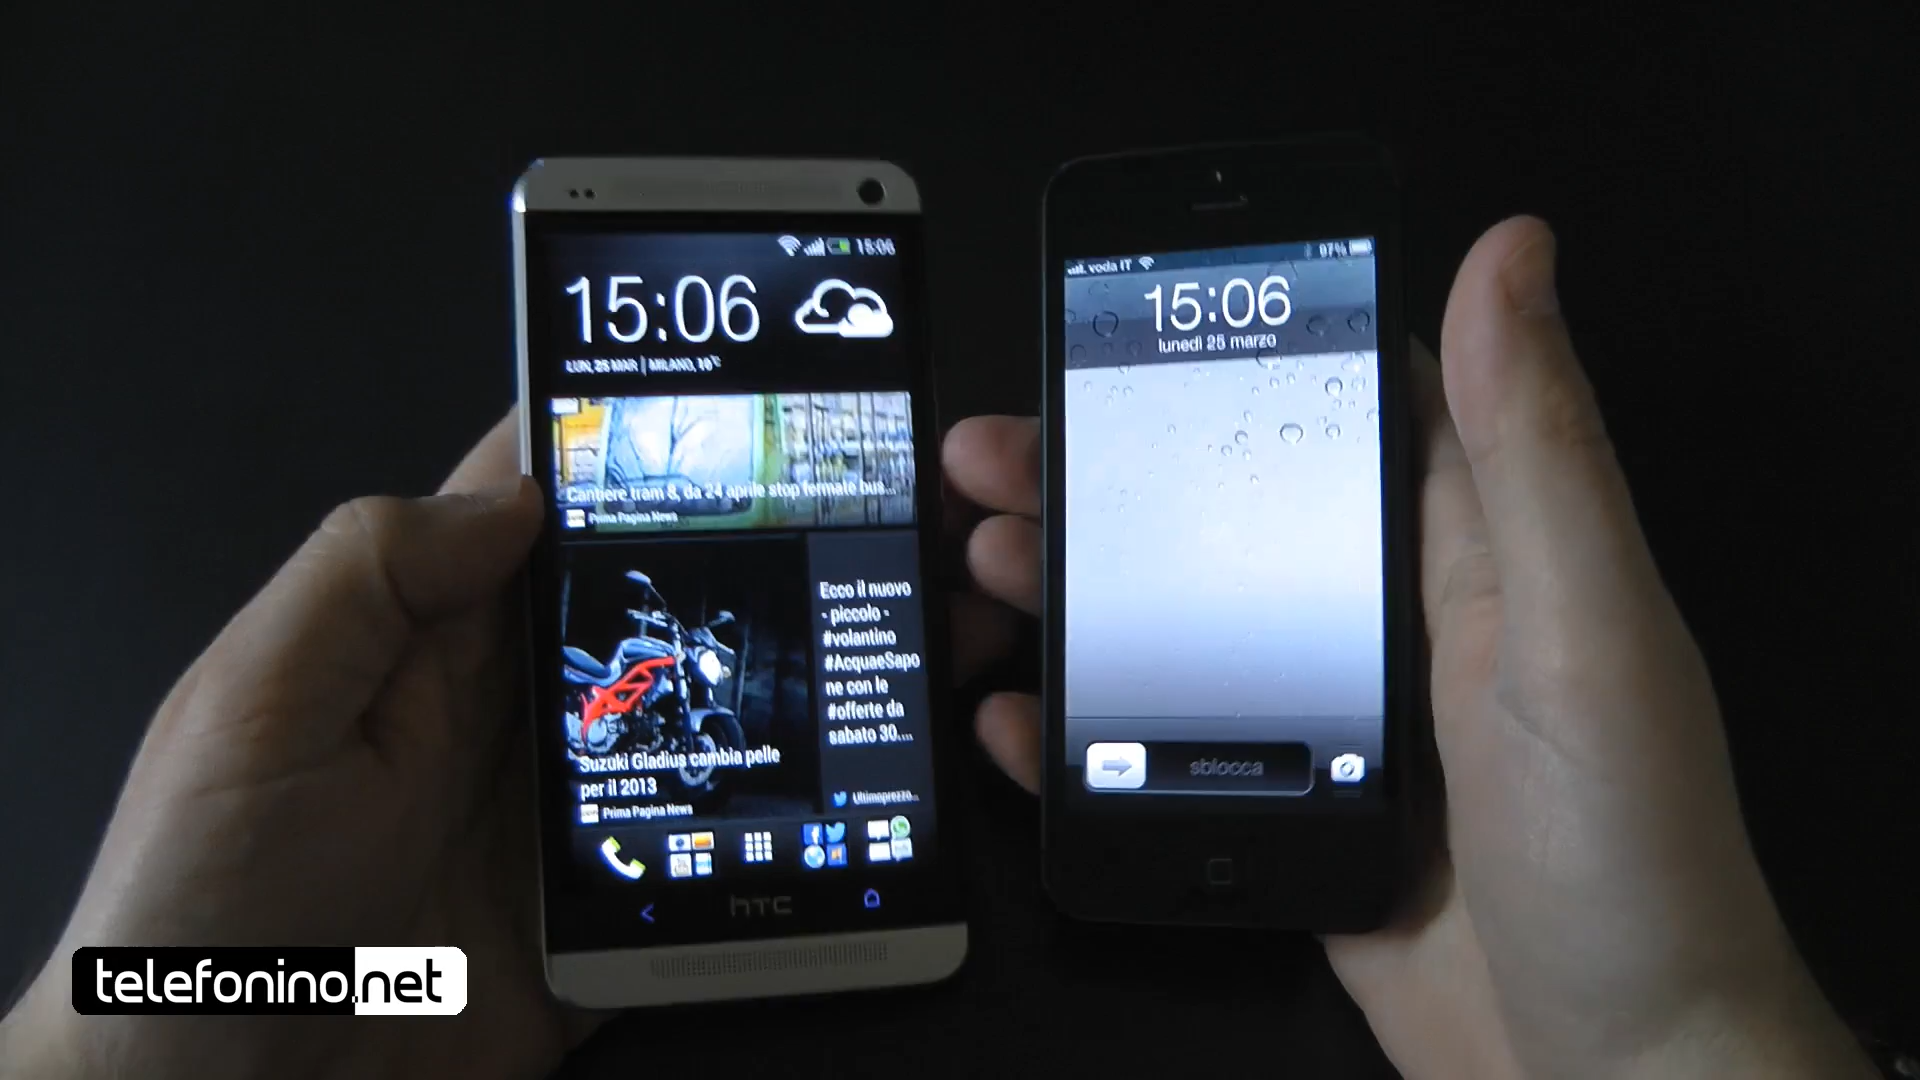 15:06
15:06
LUN, 25 MAR | MILANO, 10°C
Cantiere tram 8, da 24 aprile stop fermate bus...
Prima Pagina News
Suzuki Gladius cambia pelle
per il 2013
Prima Pagina News
Ecco il nuovo
- piccolo -
#volantino
#AcquaeSapo
ne con le
#offerte da
sabato 30....
Ultimoprezzo...
htc
voda IT
97%
15:06
lunedì 25 marzo
sblocca
telefonino.net